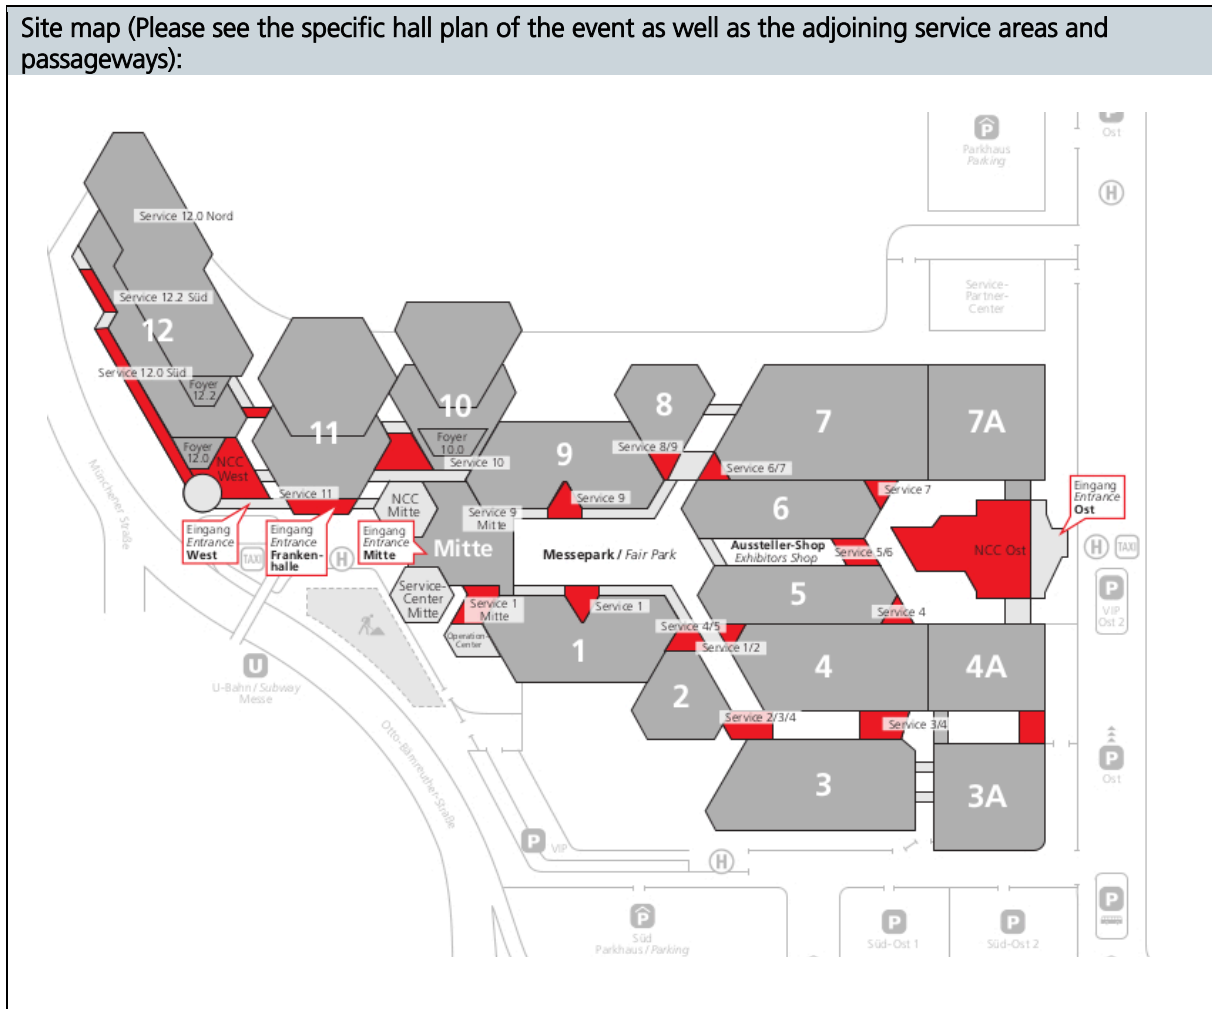 Site map (Please see the specific hall plan of the event as well as the adjoining service areas and
passageways):
P
Ost
P
Parkhaus
Parking
H
Service 12.0 Nord
Service-
Partner-
Center
Service 12.2 Süd
12
Service 12.0 Süd
Foyer
12.2
Foyer
12.0
NCC
West
11
Service 11
10
Foyer
10.0
Service 10
9
Service 9
Service 9
Mitte
8
Service 8/9
7
7A
Service 6/7
Service 7
6
NCC
Mitte
Mitte
Messepark / Fair Park
Aussteller-Shop
Exhibitors Shop
Service 5/6
NCC Ost
Eingang
Entrance
Ost
Eingang
Entrance
West
Eingang
Entrance
Franken-
halle
Eingang
Entrance
Mitte
TAXI
H
H
TAXI
Service-
Center
Mitte
Operation-
Center
Service 1
Mitte
Service 1
1
5
Service 4
Service 4/5
Service 1/2
P
VIP
Ost 2
4
4A
2
Service 2/3/4
Service 3/4
3
3A
U
U-Bahn / Subway
Messe
Münchener Straße
Otto-Bärnreuther-Straße
P
Ost
P VIP
H
P
Süd
Parkhaus / Parking
P
Süd-Ost 1
P
Süd-Ost 2
P
P